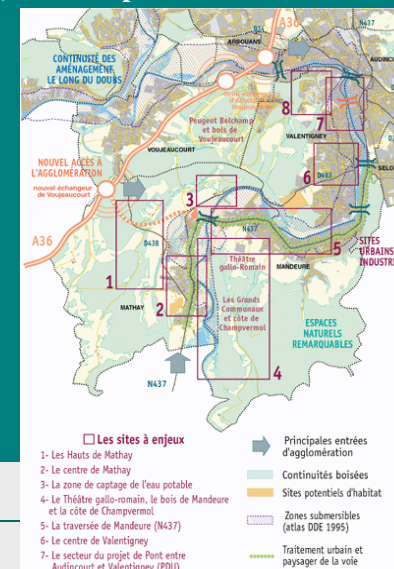 A36
N437
ARBOUANS
AUDINC
CONTINUITÉ DES
AMÉNAGEMENT
LE LONG DU DOUBS
Peugeot Belchamp
et bois de
Voujeaucourt
8
7
VALENTIGNEY
VOUJEAUCOURT
NOUVEL ACCÈS À
L'AGGLOMÉRATION
nouvel échangeur
de Voujeaucourt
6
D483
SELO
3
A36
N437
D438
5
SITES
URBAINS
INDUSTRI
Théâtre
gallo-Romain
MANDEURE
1
2
MATHAY
Les Grands
Communaux
et côte de
Champvermol
ESPACES
NATURELS
REMARQUABLES
4
N437
Les sites à enjeux
1- Les Hauts de Mathay
2- Le centre de Mathay
3- La zone de captage de l'eau potable
4- Le Théâtre gallo-romain, le bois de Mandeure
et la côte de Champvermol
5- La traversée de Mandeure (N437)
6- Le centre de Valentigney
7- Le secteur du projet de Pont entre
Audincourt et Valentigney (PDU)
Principales entrées
d'agglomération
Continuités boisées
Sites potentiels d'habitat
Zones submersibles
(atlas DDE 1995)
Traitement urbain et
paysager de la voie